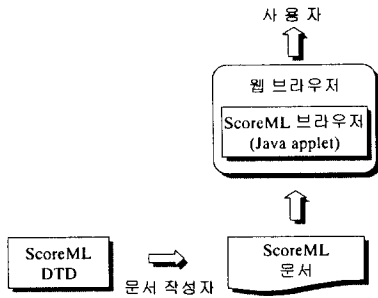 사 용 자
웹 브라우저
ScoreML 브라우저
(Java applet)
ScoreML
DTD
문서 작성자
ScoreML
문서